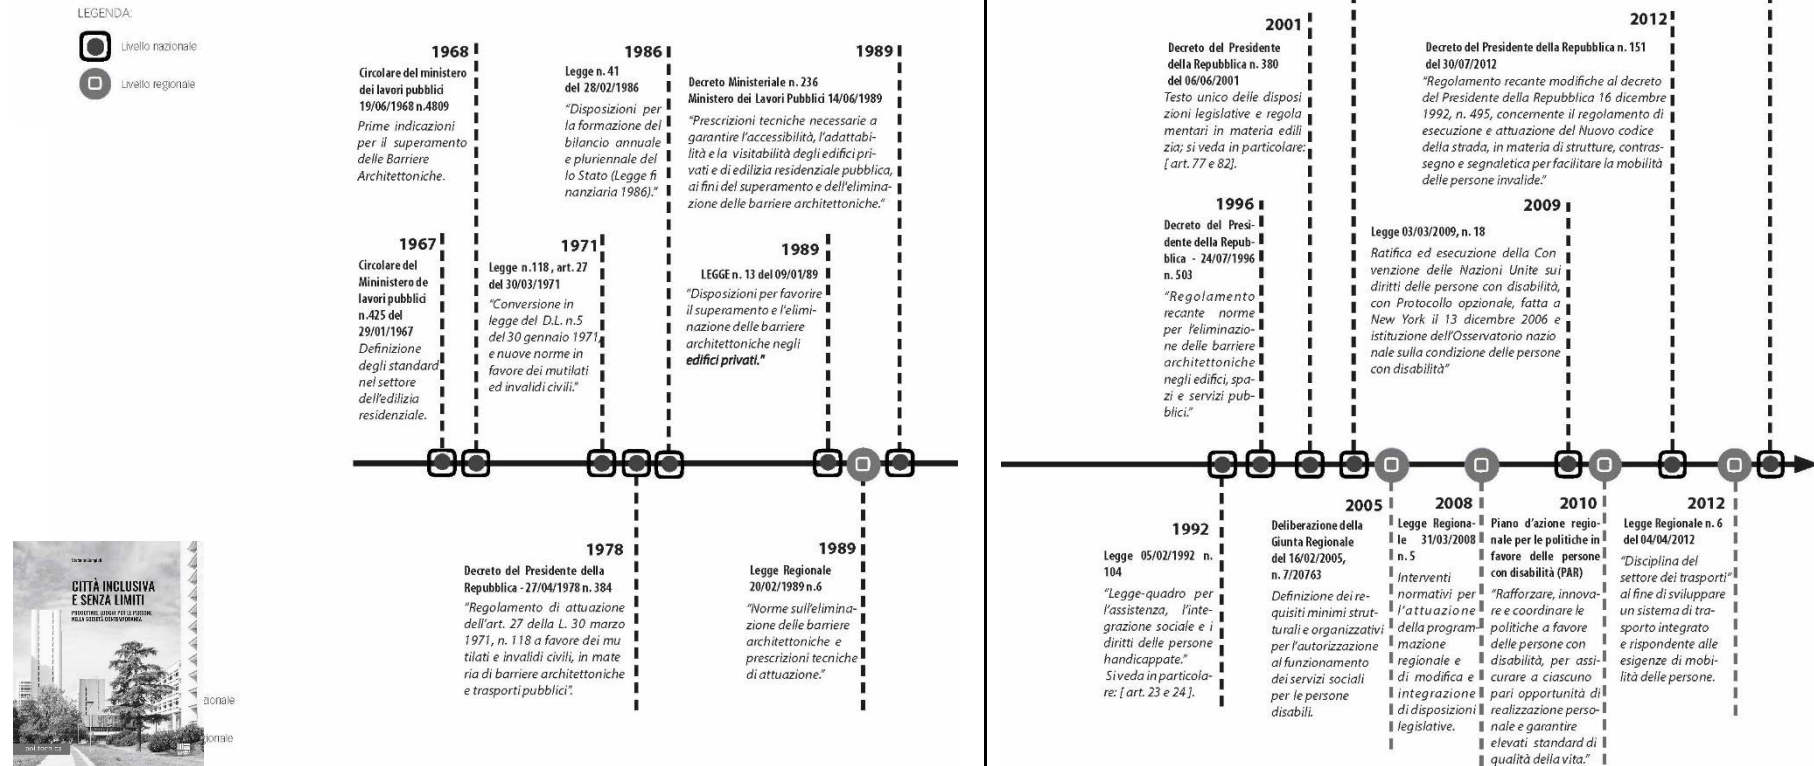 LEGENDA:
Livello nazionale
Livello regionale
1968
Circolare del ministero
dei lavori pubblici
19/06/1968 n.4809
Prime indicazioni
per il superamento
delle Barriere
Architettoniche.
1986
Legge n. 41
del 28/02/1986
"Disposizioni per
la formazione del
bilancio annuale
e pluriennale del
lo Stato (Legge fi
nanziaria 1986)."
1989
Decreto Ministeriale n. 236
Ministero dei Lavori Pubblici 14/06/1989
"Prescrizioni tecniche necessarie a
garantire l'accessibilità, l'adattabi-
lità e la visitabilità degli edifici pri-
vati e di edilizia residenziale pubblica,
ai fini del superamento e dell'elimina-
zione delle barriere architettoniche."
1967
Circolare del
Mininistero de
lavori pubblici
n.425 del
29/01/1967
Definizione
degli standard
nel settore
dell'edilizia
residenziale.
1971
Legge n.118 , art. 27
del 30/03/1971
"Conversione in
legge del D.L. n.5
del 30 gennaio 1971,
e nuove norme in
favore dei mutilati
ed invalidi civili."
1989
LEGGE n. 13 del 09/01/89
"Disposizioni per favorire
il superamento e l'elimi-
nazione delle barriere
architettoniche negli
edifici privati."
1978
Decreto del Presidente della
Repubblica - 27/04/1978 n. 384
"Regolamento di attuazione
dell'art. 27 della L. 30 marzo
1971, n. 118 a favore dei mu
tilati e invalidi civili, in mate
ria di barriere architettoniche
e trasporti pubblici".
1989
Legge Regionale
20/02/1989 n.6
"Norme sull'elimina-
zione delle barriere
architettoniche e
prescrizioni tecniche
di attuazione."
CITTÀ INCLUSIVA
E SENZA LIMITI
PROGETTARE LUOGHI PER LE PERSONE
NELLA SOCIETÀ CONTEMPORANEA
politecnica
zionale
gionale
2001
Decreto del Presidente
della Repubblica n. 380
del 06/06/2001
Testo unico delle disposi
zioni legislative e regola
mentari in materia edili
zia; si veda in particolare:
[ art. 77 e 82].
2012
Decreto del Presidente della Repubblica n. 151
del 30/07/2012
"Regolamento recante modifiche al decreto
del Presidente della Repubblica 16 dicembre
1992, n. 495, concernente il regolamento di
esecuzione e attuazione del Nuovo codice
della strada, in materia di strutture, contras-
segno e segnaletica per facilitare la mobilità
delle persone invalide."
1996
Decreto del Presi-
dente della Repub-
blica - 24/07/1996
n. 503
"Regolamento
recante norme
per l'eliminazio-
ne delle barriere
architettoniche
negli edifici, spa-
zi e servizi pub-
blici."
2009
Legge 03/03/2009, n. 18
Ratifica ed esecuzione della Con
venzione delle Nazioni Unite sui
diritti delle persone con disabilità,
con Protocollo opzionale, fatta a
New York il 13 dicembre 2006 e
istituzione dell'Osservatorio nazio
nale sulla condizione delle persone
con disabilità"
1992
Legge 05/02/1992 n.
104
"Legge-quadro per
l'assistenza, l'inte-
grazione sociale e i
diritti delle persone
handicappate."
Si veda in particola-
re: [ art. 23 e 24 ].
2005
Deliberazione della
Giunta Regionale
del 16/02/2005,
n. 7/20763
Definizione dei re-
quisiti minimi strut-
turali e organizzativi
per l'autorizzazione
al funzionamento
dei servizi sociali
per le persone
disabili.
2008
Legge Regiona-
le 31/03/2008
n. 5
Interventi
normativi per
l'attuazione
della program-
mazione
regionale e
di modifica e
integrazione
di disposizioni
legislative.
2010
Piano d'azione regio-
nale per le politiche in
favore delle persone
con disabilità (PAR)
"Rafforzare, innova-
re e coordinare le
politiche a favore
delle persone con
disabilità, per assi-
curare a ciascuno
pari opportunità di
realizzazione perso-
nale e garantire
elevati standard di
qualità della vita."
2012
Legge Regionale n. 6
del 04/04/2012
"Disciplina del
settore dei trasporti"
al fine di sviluppare
un sistema di tra-
sporto integrato
e rispondente alle
esigenze di mobi-
lità delle persone.